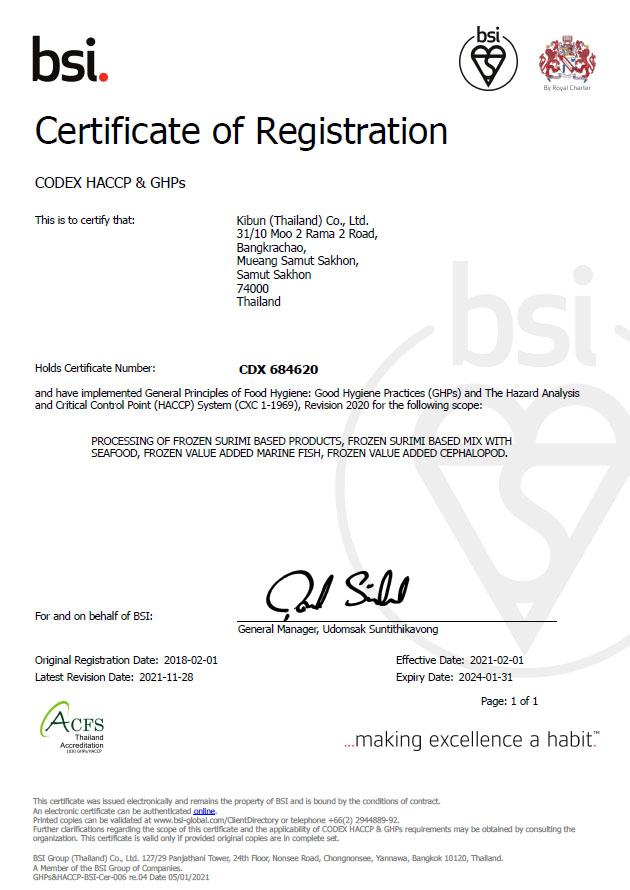 bsi.
bsi
By Royal Charter
Certificate of Registration
CODEX HACCP & GHPs
This is to certify that:
Kibun (Thailand) Co., Ltd.
31/10 Moo 2 Rama 2 Road,
Bangkrachao,
Mueang Samut Sakhon,
Samut Sakhon
74000
Thailand
bsi
Holds Certificate Number:
CDX 684620
and have implemented General Principles of Food Hygiene: Good Hygiene Practices (GHPs) and The Hazard Analysis
and Critical Control Point (HACCP) System (CXC 1-1969), Revision 2020 for the following scope:
PROCESSING OF FROZEN SURIMI BASED PRODUCTS, FROZEN SURIMI BASED MIX WITH
SEAFOOD, FROZEN VALUE ADDED MARINE FISH, FROZEN VALUE ADDED CEPHALOPOD.
For and on behalf of BSI:
General Manager, Udomsak Suntithikavong
Original Registration Date: 2018-02-01
Effective Date: 2021-02-01
Latest Revision Date: 2021-11-28
Expiry Date: 2024-01-31
Page: 1 of 1
ACFS
Thailand
Accreditation
1030 GHPs/HACCP
...making excellence a habit.™
This certificate was issued electronically and remains the property of BSI and is bound by the conditions of contract.
An electronic certificate can be authenticated online.
Printed copies can be validated at www.bsi-global.com/ClientDirectory or telephone +66(2) 2944889-92.
Further clarifications regarding the scope of this certificate and the applicability of CODEX HACCP & GHPs requirements may be obtained by consulting the
organization. This certificate is valid only if provided original copies are in complete set.
BSI Group (Thailand) Co., Ltd. 127/29 Panjathani Tower, 24th Floor, Nonsee Road, Chongnonsee, Yannawa, Bangkok 10120, Thailand.
A Member of the BSI Group of Companies.
GHPs&HACCP-BSI-Cer-006 re.04 Date 05/01/2021